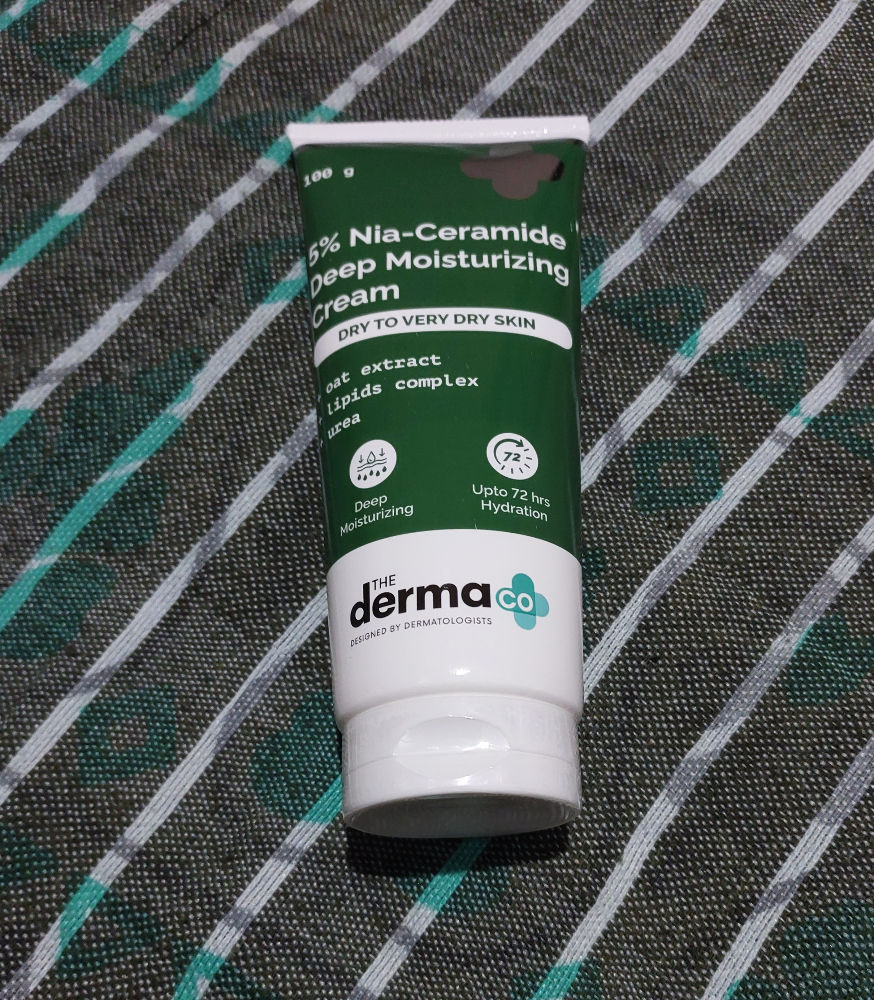 100 g
5% Nia-Ceramide
Deep Moisturizing
Cream
DRY TO VERY DRY SKIN
oat extract
lipids complex
urea
Deep
Moisturizing
72
Upto 72 hrs
Hydration
THE
derma co
DESIGNED BY DERMATOLOGISTS